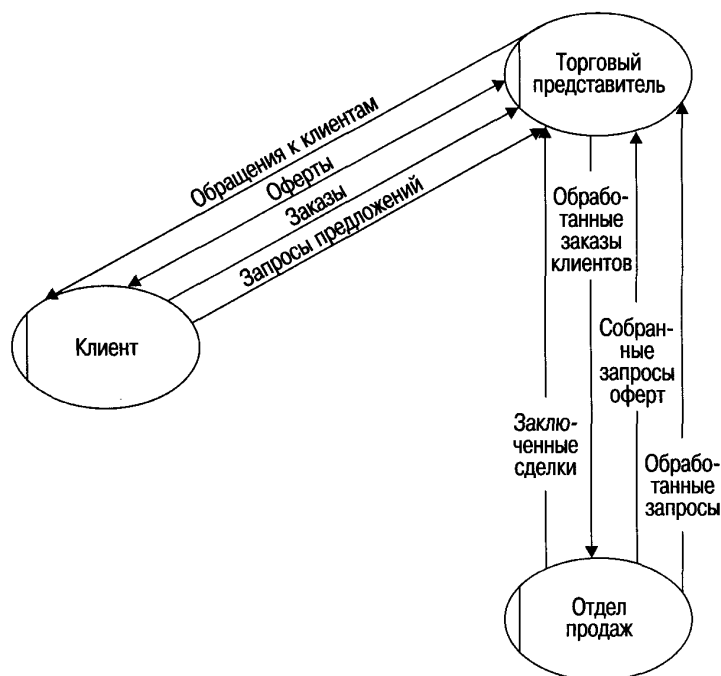 Торговый
представитель
Обращения к клиентам
Оферты
Заказы
Запросы предложений
Клиент
Обрабо-
танные
заказы
клиентов
Собран-
ные
запросы
оферт
Заклю-
ченные
сделки
Обрабо-
танные
запросы
Отдел
продаж